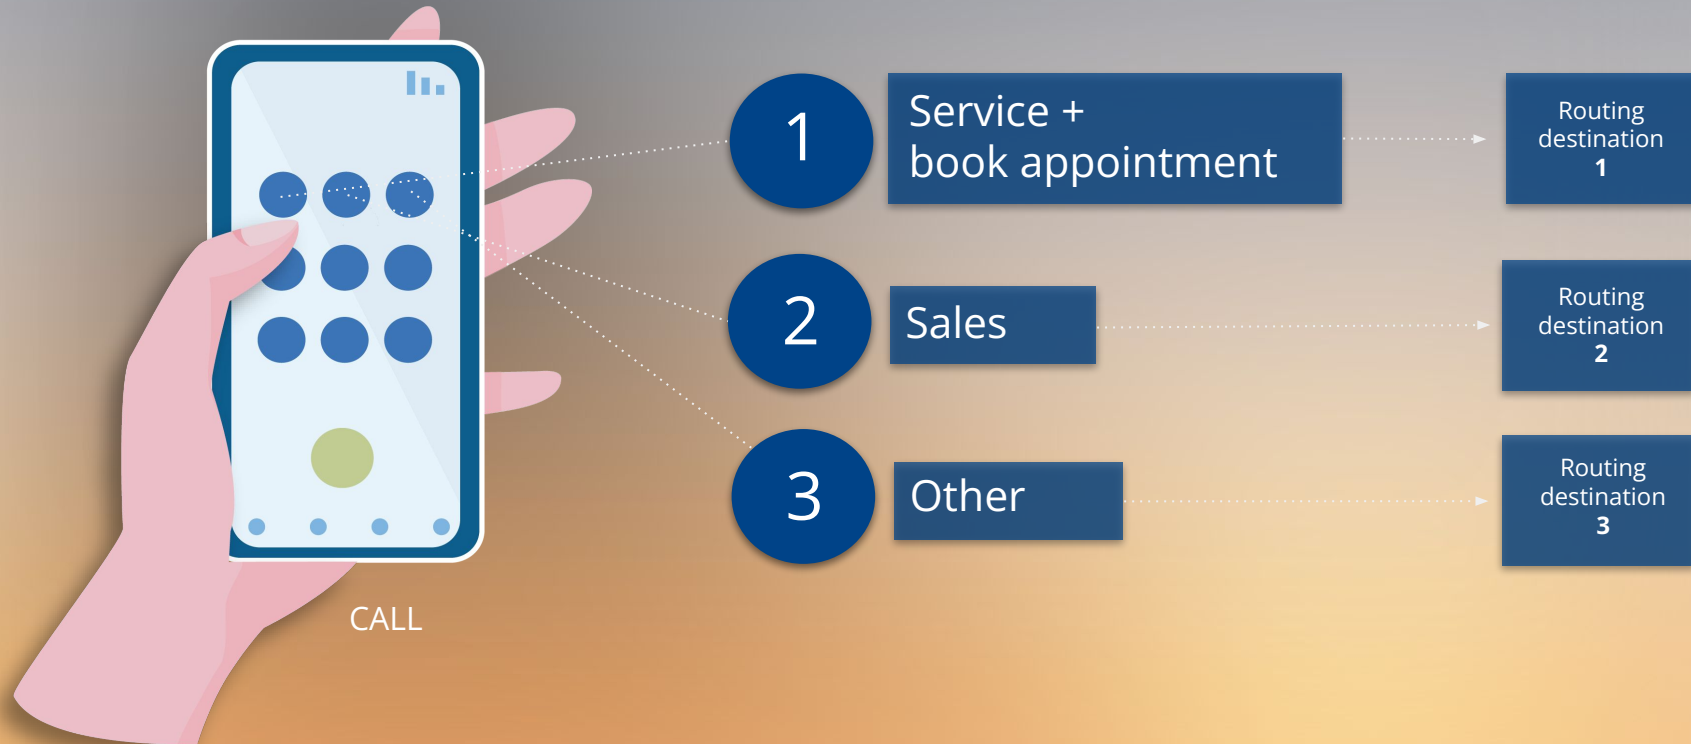 1
Service +
book appointment
Routing
destination
1
2
Sales
Routing
destination
2
3
Other
Routing
destination
3
CALL